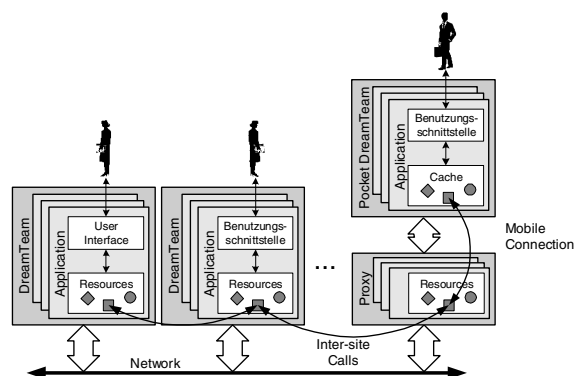 DreamTeam
Application
User
Interface
Resources
DreamTeam
Application
Benutzungs-
schnittstelle
Resources
...
Pocket DreamTeam
Application
Benutzungs-
schnittstelle
Cache
Mobile
Connection
Proxy
Resources
Inter-site
Calls
Network